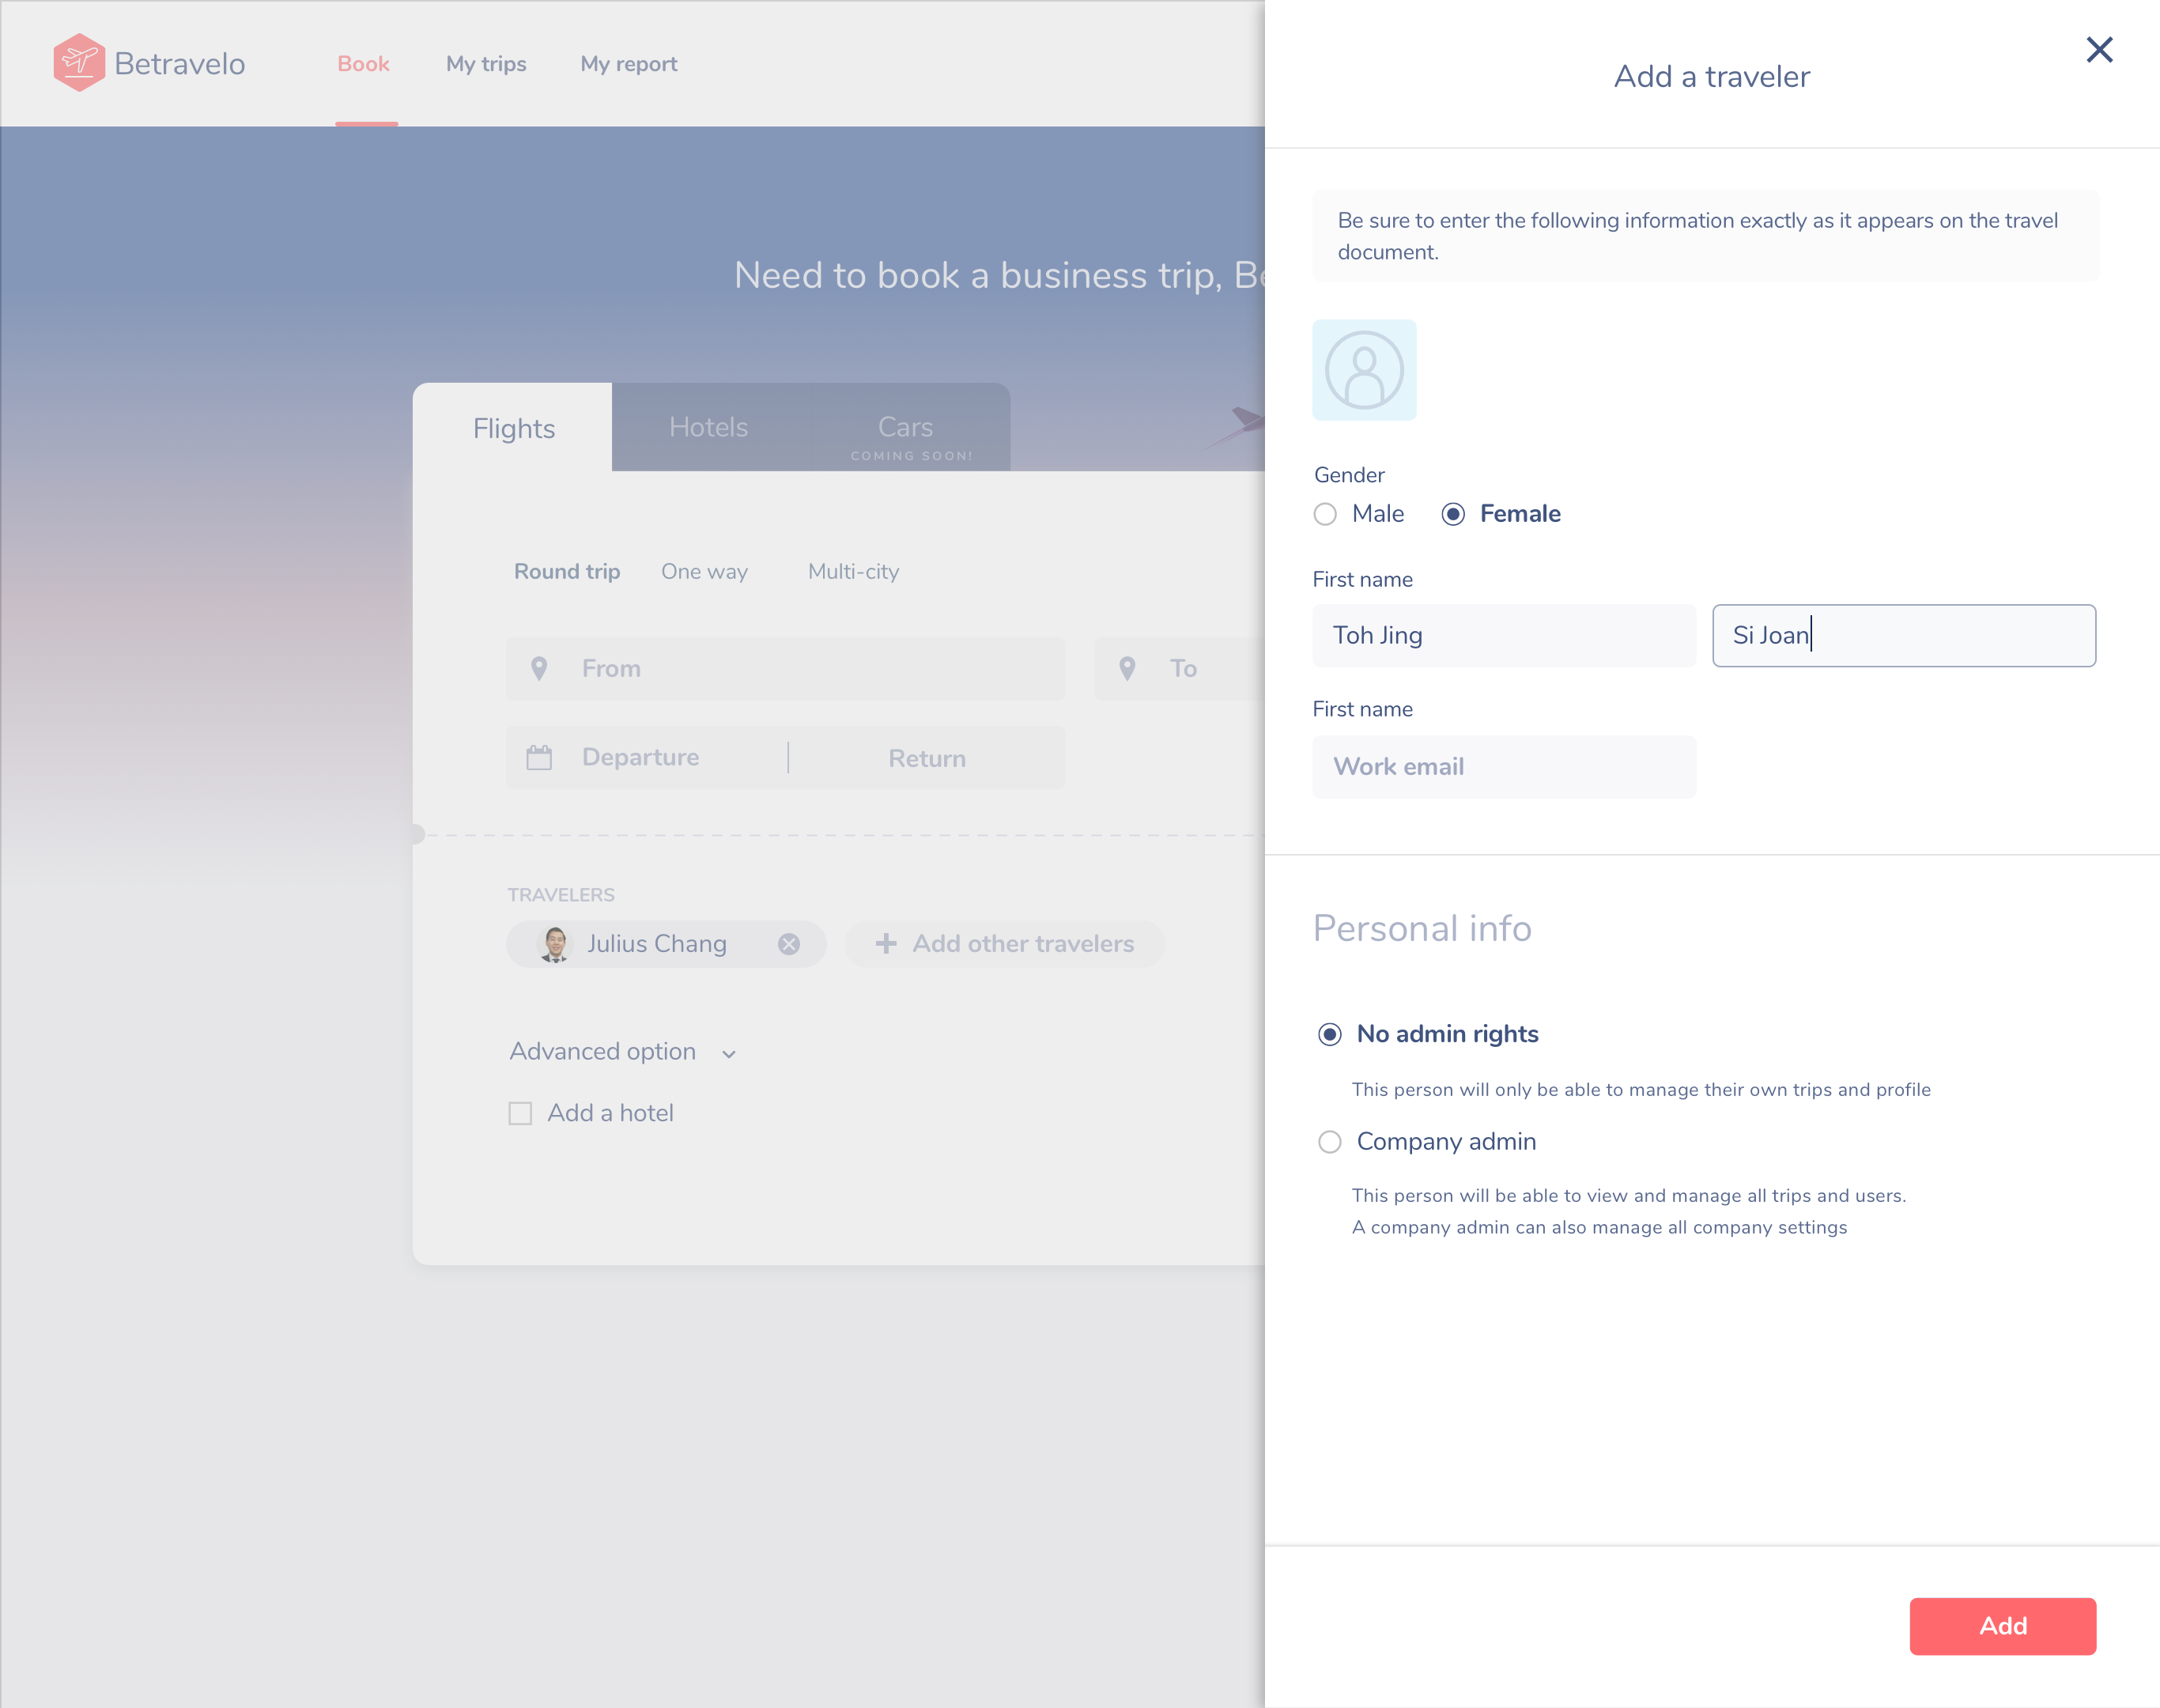 Betravelo
Book
My trips
My report
Need to book a business trip, Be
Flights
Hotels
Cars
COMING SOON!
Round trip
One way
Multi-city
From
To
Departure
Return
TRAVELERS
Julius Chang
Add other travelers
Advanced option
Add a hotel
Add a traveler
Be sure to enter the following information exactly as it appears on the travel
document.
Gender
Male
Female
First name
Toh Jing
Si Joan
First name
Work email
Personal info
No admin rights
This person will only be able to manage their own trips and profile
Company admin
This person will be able to view and manage all trips and users.
A company admin can also manage all company settings
Add